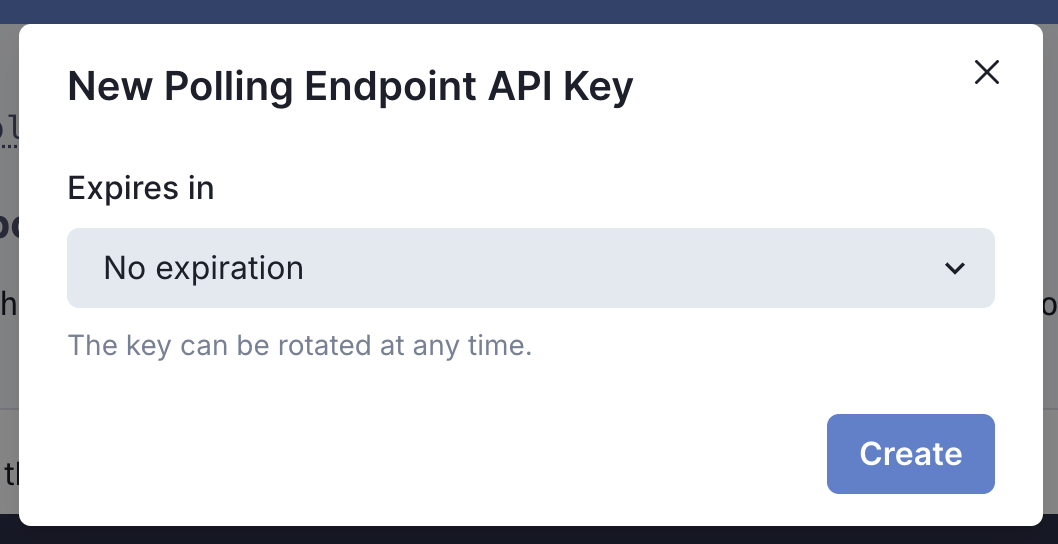 New Polling Endpoint API Key
Expires in
No expiration
The key can be rotated at any time.
Create